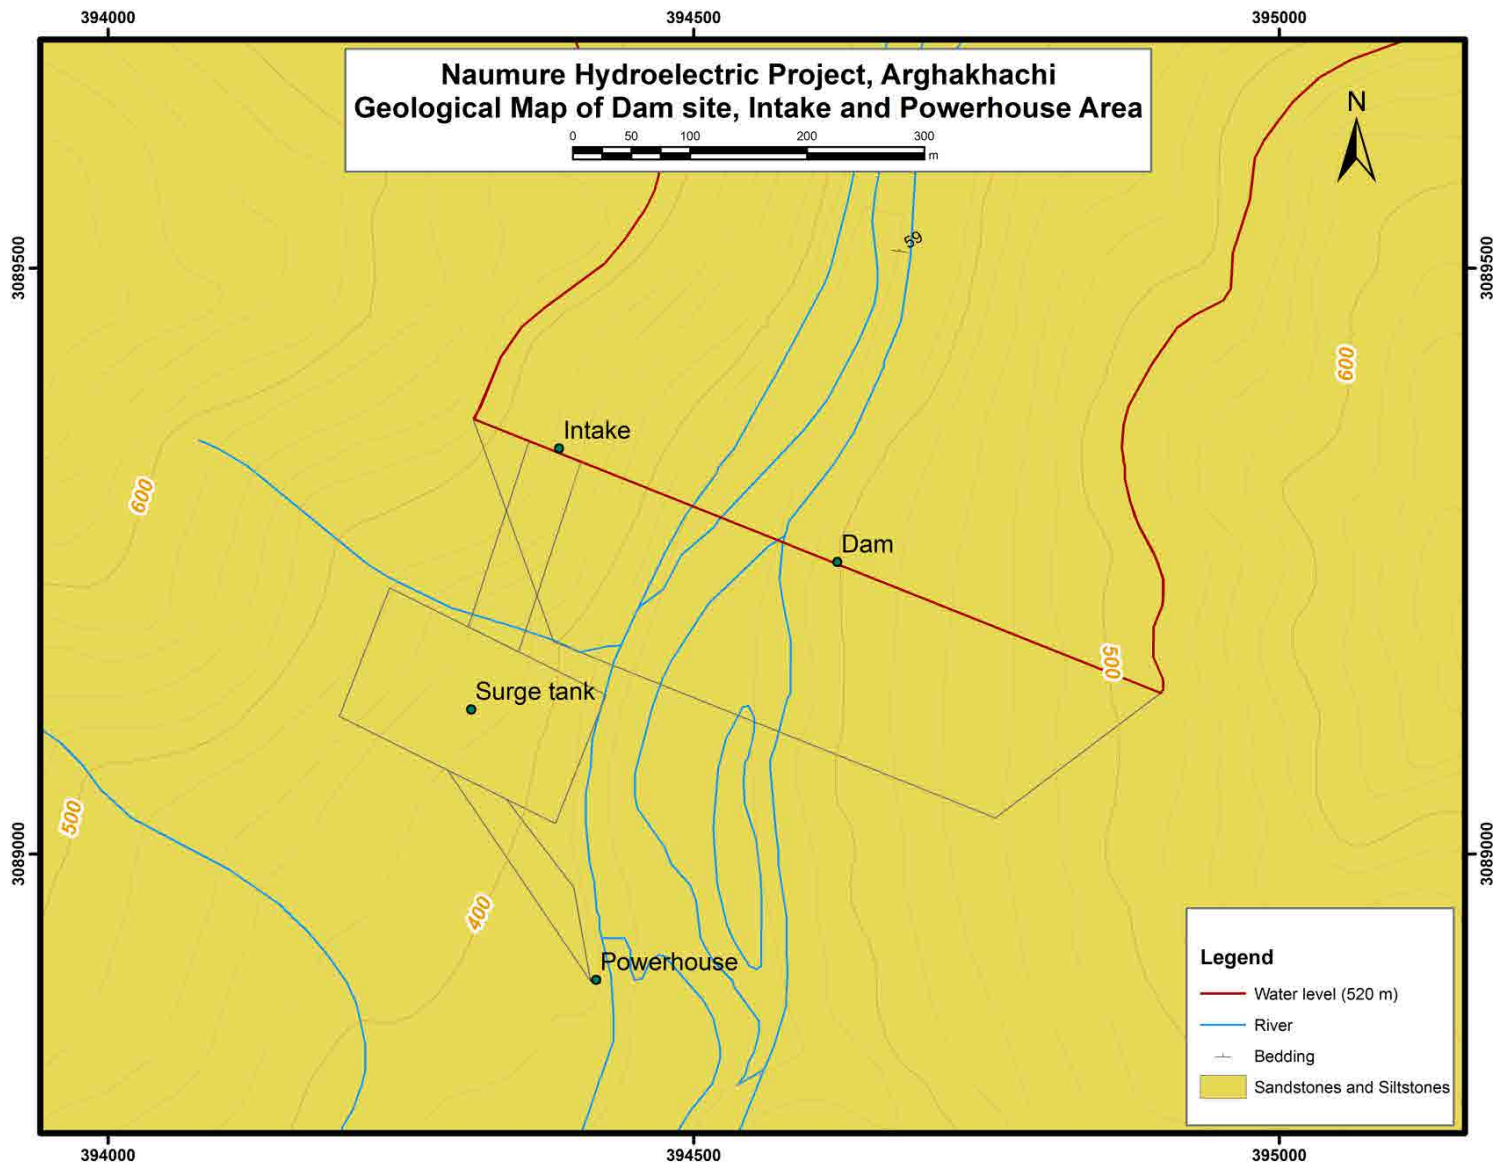 394000 394500 395000
Naumure Hydroelectric Project, Arghakhachi
Geological Map of Dam site, Intake and Powerhouse Area
0 50 100 200 300
m
N
59
3089500 3089500
600
Intake
600
Dam
500
Surge tank
500
3089000 3089000
400
Powerhouse
Legend
Water level (520 m)
River
Bedding
Sandstones and Siltstones
394000 394500 395000